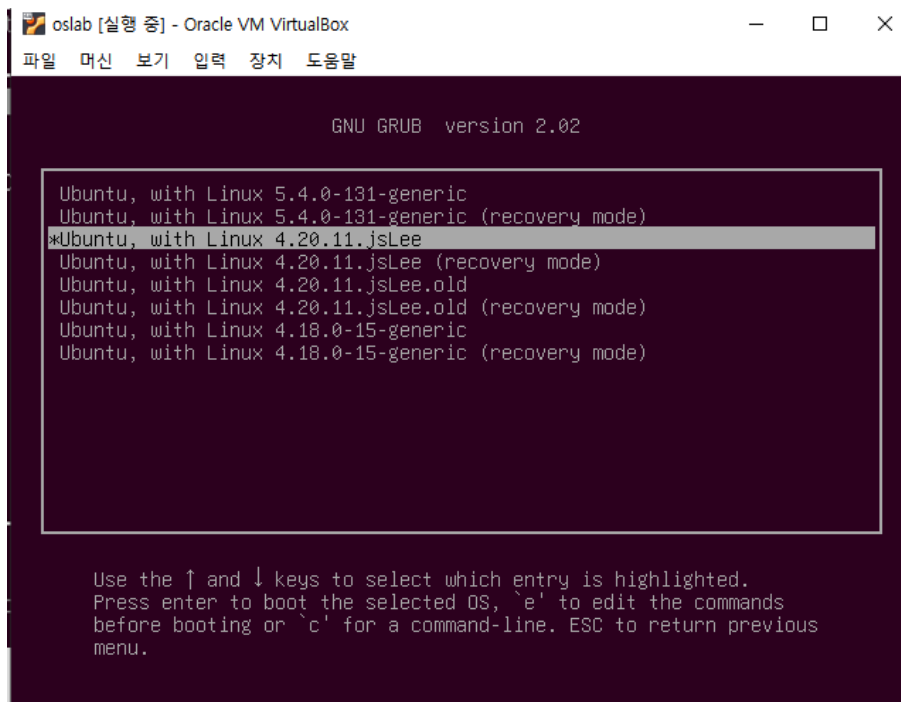 oslab [실행 중] - Oracle VM VirtualBox
파일 머신 보기 입력 장치 도움말
GNU GRUB version 2.02
Ubuntu, with Linux 5.4.0-131-generic
Ubuntu, with Linux 5.4.0-131-generic (recovery mode)
*Ubuntu, with Linux 4.20.11.jsLee
Ubuntu, with Linux 4.20.11.jsLee (recovery mode)
Ubuntu, with Linux 4.20.11.jsLee.old
Ubuntu, with Linux 4.20.11.jsLee.old (recovery mode)
Ubuntu, with Linux 4.18.0-15-generic
Ubuntu, with Linux 4.18.0-15-generic (recovery mode)
Use the ↑ and ↓ keys to select which entry is highlighted.
Press enter to boot the selected OS, `e' to edit the commands
before booting or `c' for a command-line. ESC to return previous
menu.